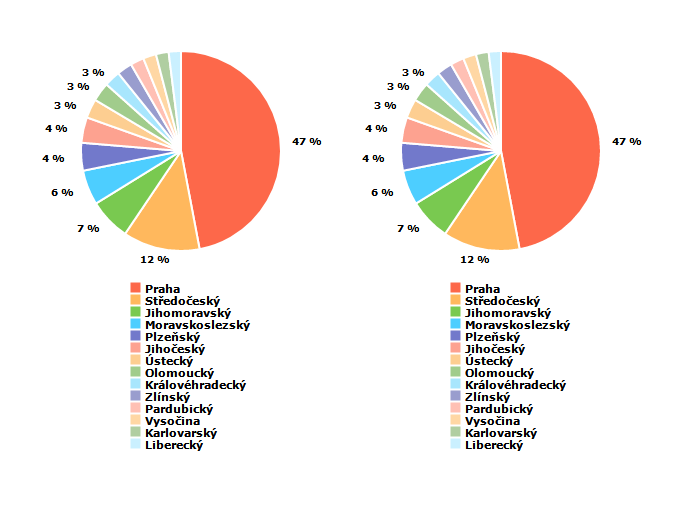 3 %
3 %
3 %
4 %
4 %
6 %
7 %
12 %
47 %
Praha
Středočeský
Jihomoravský
Moravskoslezský
Plzeňský
Jihočeský
Ústecký
Olomoucký
Královéhradecký
Zlínský
Pardubický
Vysočina
Karlovarský
Liberecký
3 %
3 %
3 %
4 %
4 %
6 %
7 %
12 %
47 %
Praha
Středočeský
Jihomoravský
Moravskoslezský
Plzeňský
Jihočeský
Ústecký
Olomoucký
Královéhradecký
Zlínský
Pardubický
Vysočina
Karlovarský
Liberecký